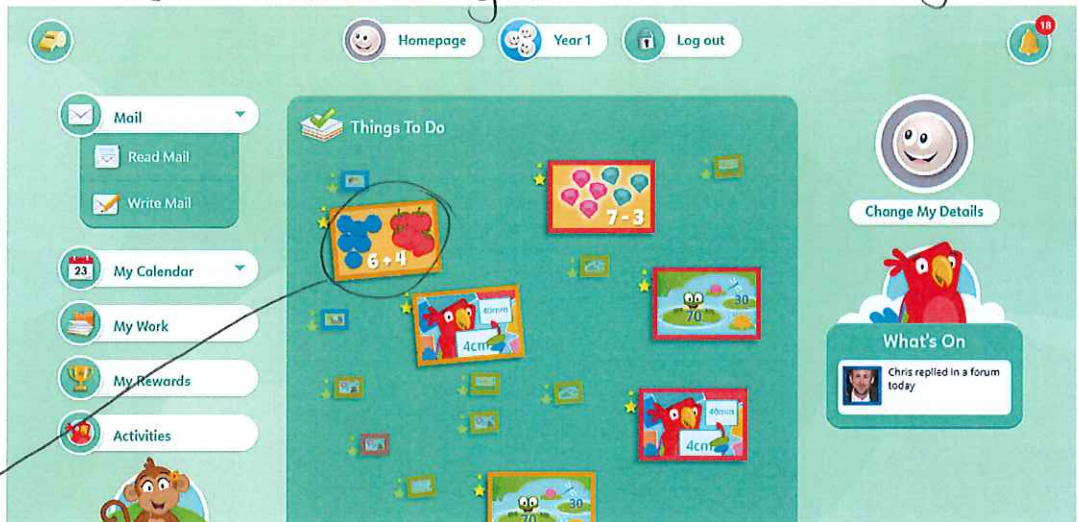 Homepage
Year 1
Log out
18
Mail
Read Mail
Write Mail
23
My Calendar
My Work
My Rewards
Activities
Things To Do
7 - 3
6 + 4
40mm
4cm
30
70
40mm
4cm
30
70
Change My Details
What's On
Chris replied in a forum
today